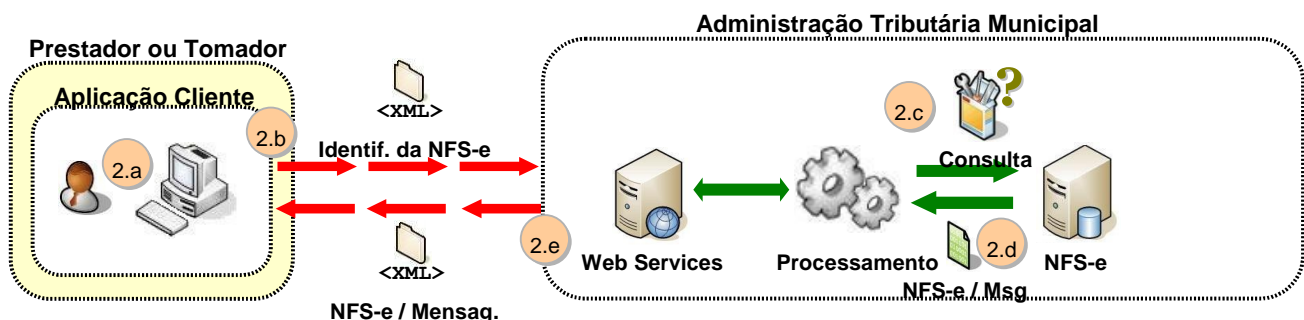 Administração Tributária Municipal
Prestador ou Tomador
Aplicação Cliente
<XML>
2.a
2.b
Identif. da NFS-e
2.c
?
Consulta
2.e
<XML>
NFS-e / Mensag.
Web Services
Processamento
2.d
NFS-e
NFS-e / Msg